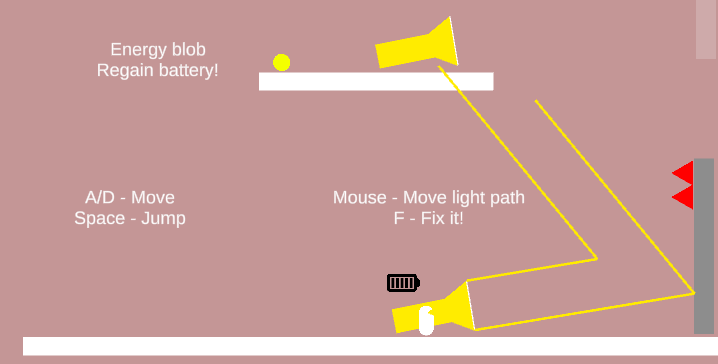 Energy blob
Regain battery!
A/D - Move
Space - Jump
Mouse - Move light path
F - Fix it!